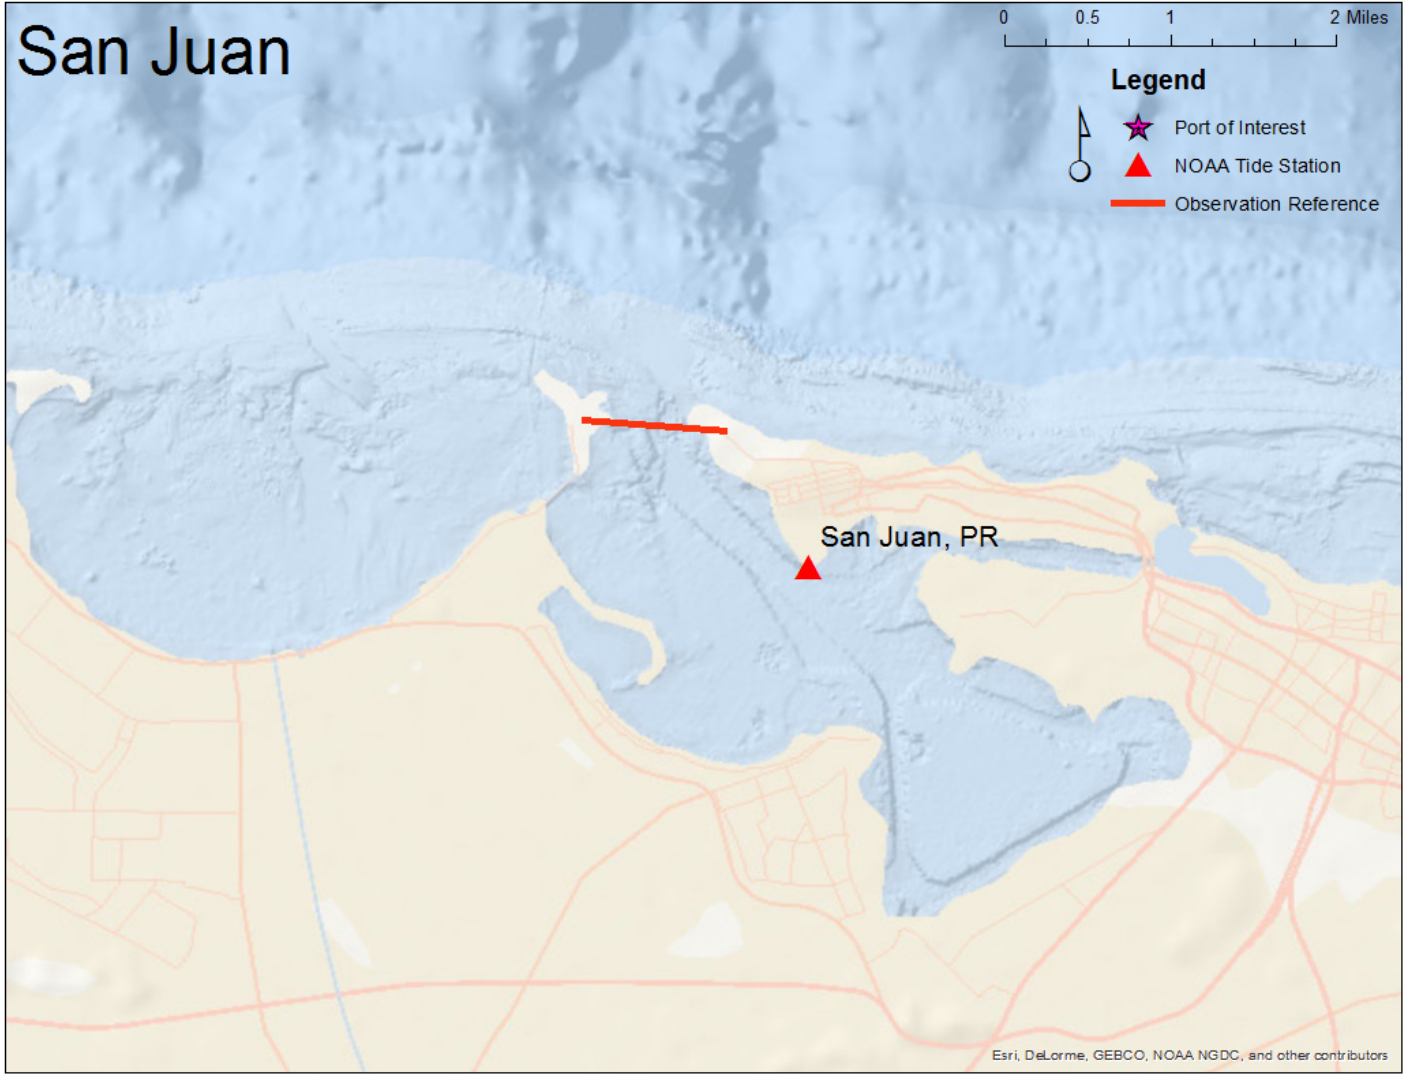 San Juan
0 0.5 1 2 Miles
Legend
Port of Interest
NOAA Tide Station
Observation Reference
San Juan, PR
Esri, DeLorme, GEBCO, NOAA NGDC, and other contributors